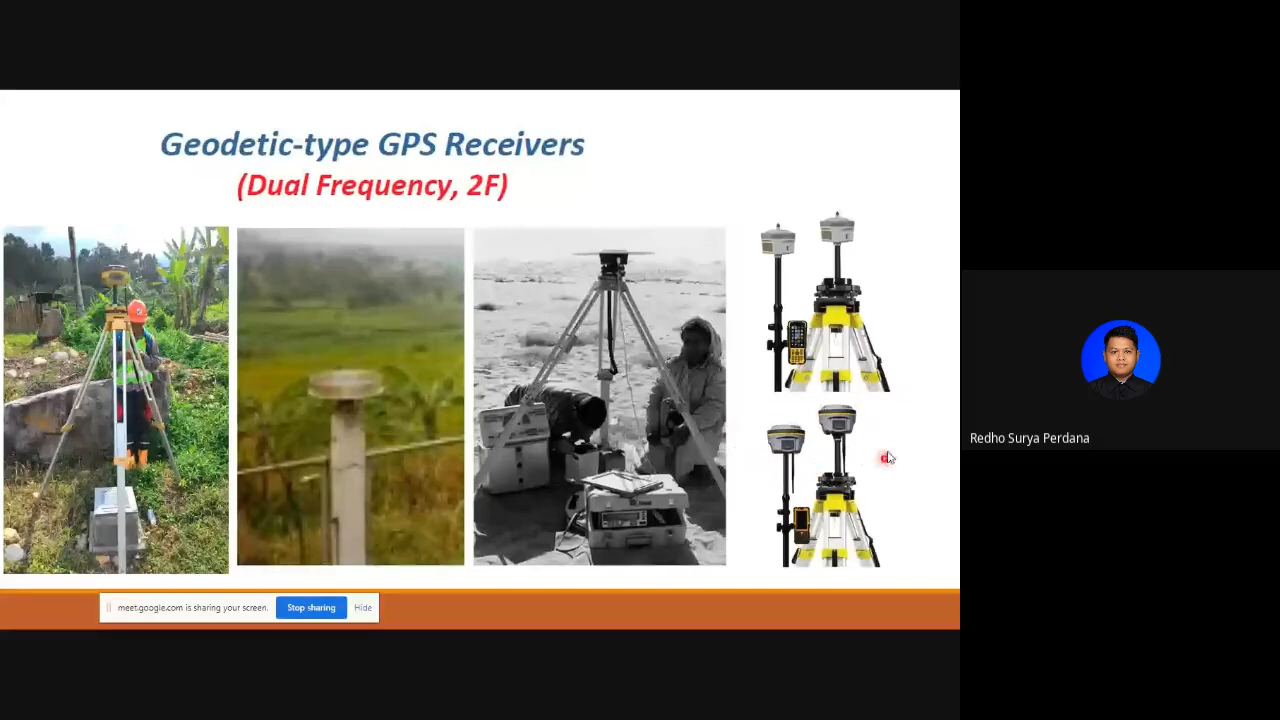 Geodetic-type GPS Receivers
(Dual Frequency, 2F)
meet.google.com is sharing your screen.
Stop sharing
Hide
Redho Surya Perdana